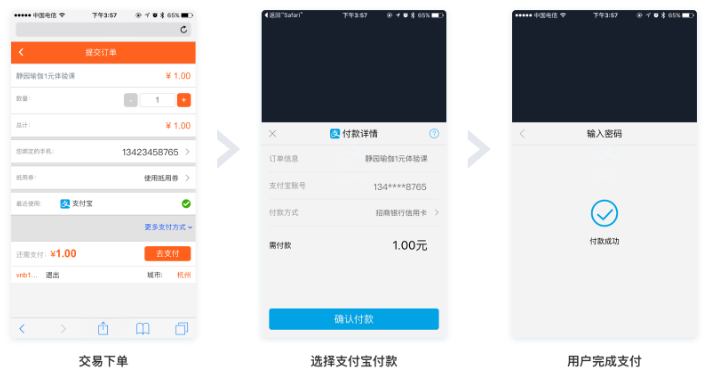 中国电信 下午3:57 65%
提交订单
静园瑜伽1元体验课 ¥ 1.00
数量: - 1 +
总计: ¥ 1.00
您绑定的手机: 13423458765
抵用券: 使用抵用券
最近使用: 支付宝
更多支付方式
还需支付: ¥1.00 去支付
vnb1... 退出 城市: 杭州
交易下单
返回"Safari" 下午3:57 65%
付款详情
订单信息 静园瑜伽1元体验课
支付宝账号 134****8765
付款方式 招商银行信用卡
需付款 1.00元
确认付款
选择支付宝付款
中国电信 下午3:57 65%
输入密码
付款成功
用户完成支付